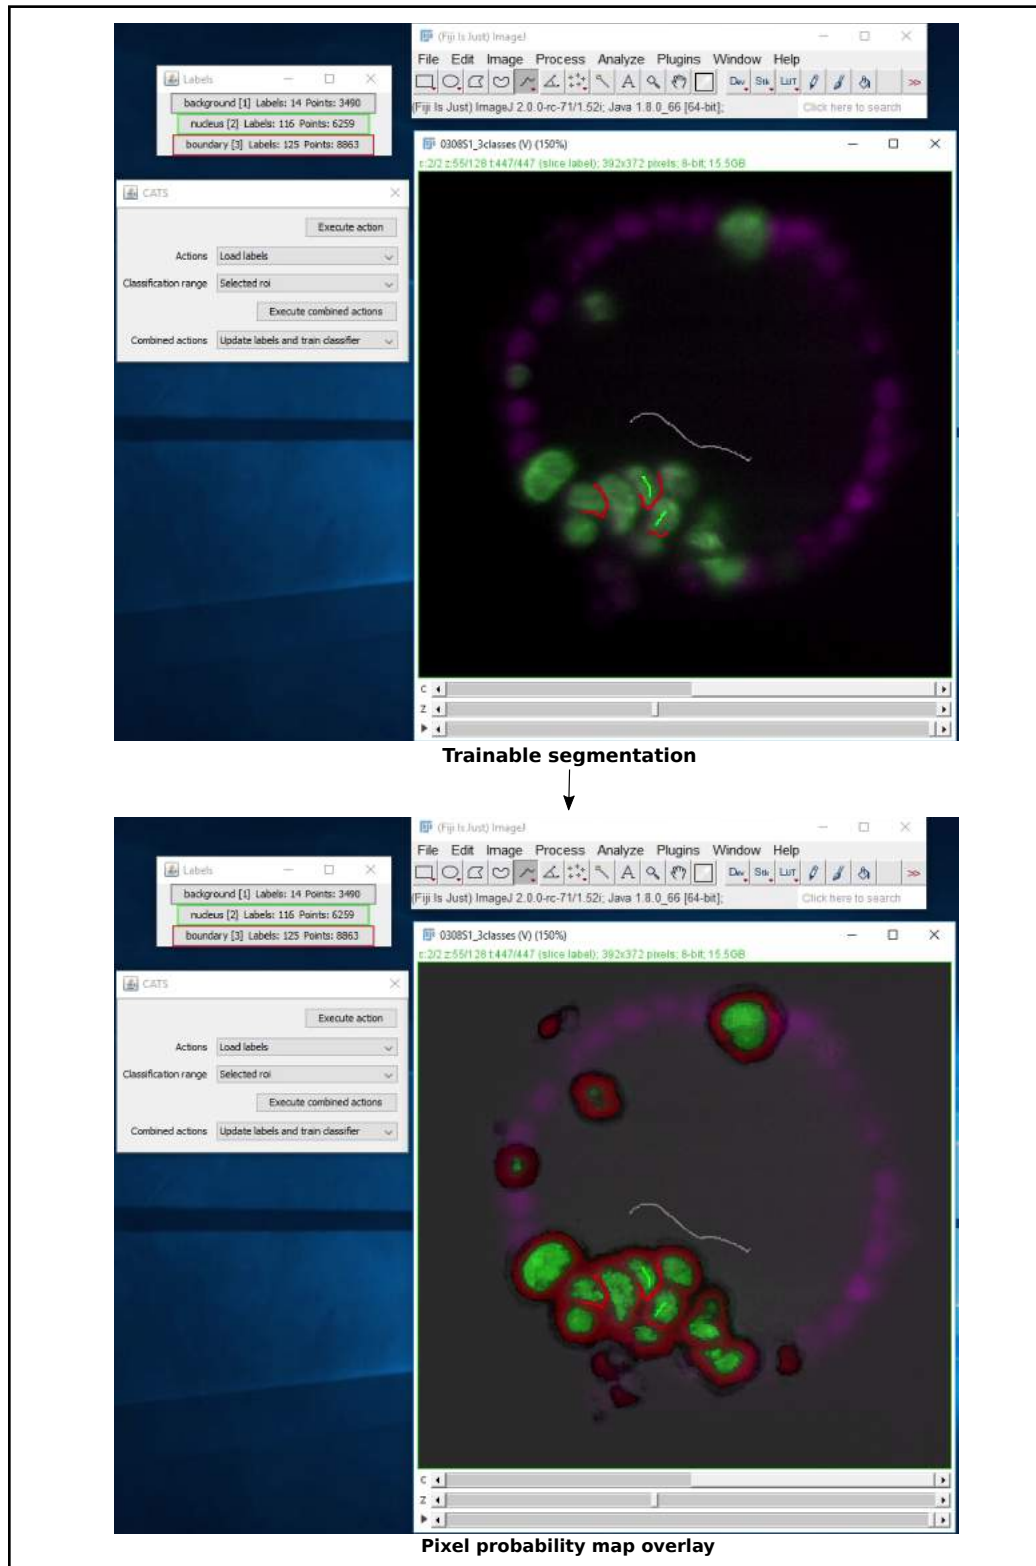 (Fiji Is Just) ImageJ
File Edit Image Process Analyze Plugins Window Help
Dev Stk LUT >>
(Fiji Is Just) ImageJ 2.0.0-rc-71/1.52i; Java 1.8.0_66 [64-bit];
Click here to search
Labels
background [1] Labels: 14 Points: 3490
nucleus [2] Labels: 116 Points: 6259
boundary [3] Labels: 125 Points: 8863
CATS
Execute action
Actions Load labels
Classification range Selected roi
Execute combined actions
Combined actions Update labels and train classifier
0308S1_3classes (V) (150%)
c:2/2 z:55/128 t:447/447 (slice label); 392x372 pixels; 8-bit; 15.5GB
C
Z
Trainable segmentation
(Fiji Is Just) ImageJ
File Edit Image Process Analyze Plugins Window Help
Dev Stk LUT >>
(Fiji Is Just) ImageJ 2.0.0-rc-71/1.52i; Java 1.8.0_66 [64-bit];
Click here to search
Labels
background [1] Labels: 14 Points: 3490
nucleus [2] Labels: 116 Points: 6259
boundary [3] Labels: 125 Points: 8863
CATS
Execute action
Actions Load labels
Classification range Selected roi
Execute combined actions
Combined actions Update labels and train classifier
0308S1_3classes (V) (150%)
c:2/2 z:55/128 t:447/447 (slice label); 392x372 pixels; 8-bit; 15.5GB
C
Z
Pixel probability map overlay